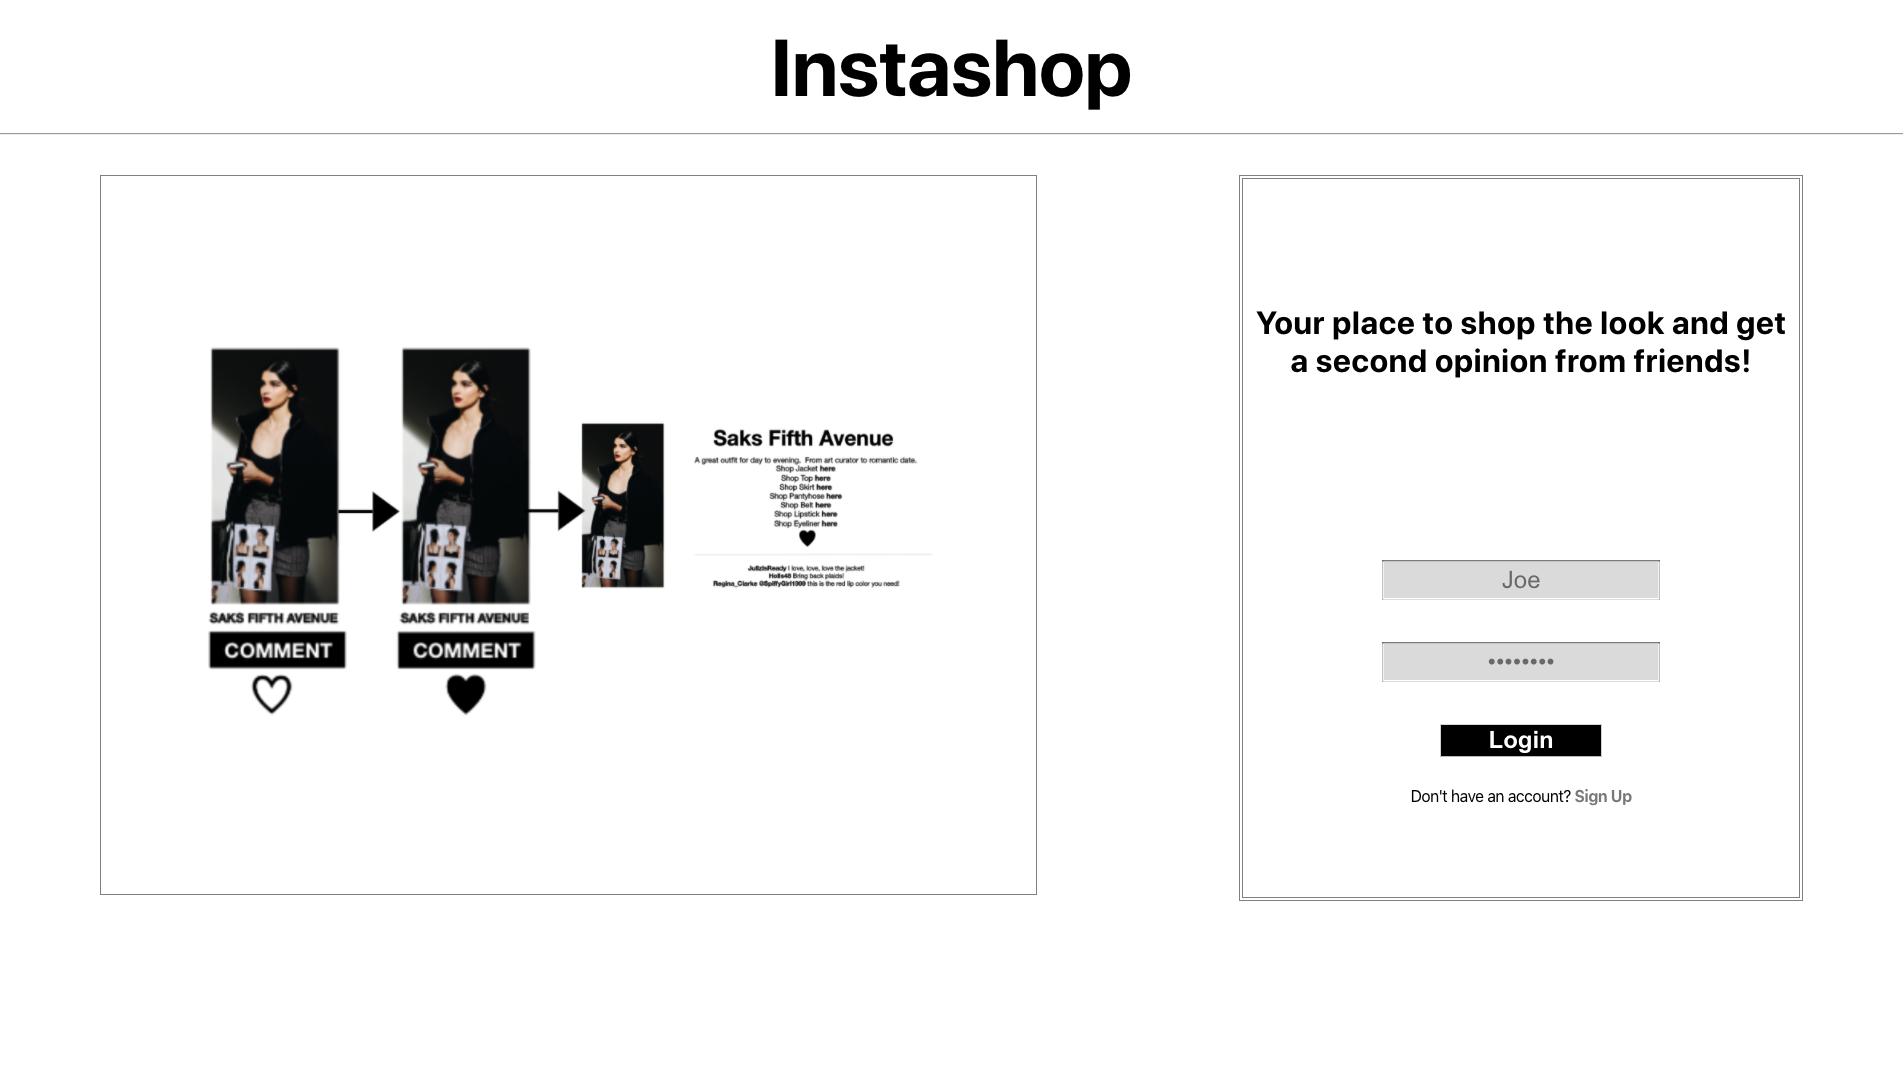 Instashop
SAKS FIFTH AVENUE
COMMENT
SAKS FIFTH AVENUE
COMMENT
Saks Fifth Avenue
A great outfit for day to evening. From art curator to romantic date.
Shop Jacket here
Shop Top here
Shop Skirt here
Shop Pantyhose here
Shop Belt here
Shop Lipstick here
Shop Eyeliner here
I love, love, love the jacket!
Bring back plaids!
Regina_Clarke @SpiffyGirl1999 this is the red lip color you need!
Your place to shop the look and get
a second opinion from friends!
Joe
Login
Don't have an account? Sign Up